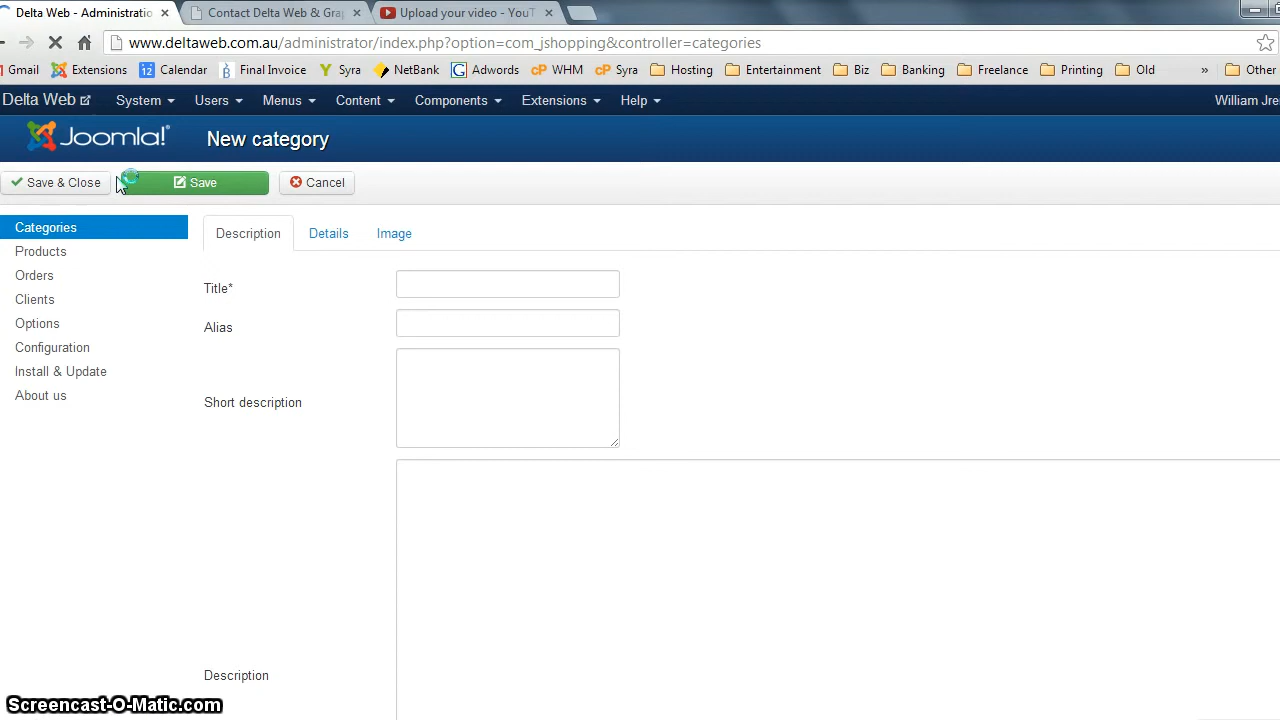 Delta Web - Administratio Contact Delta Web & Gra Upload your video - YouT
www.deltaweb.com.au/administrator/index.php?option=com_jshopping&controller=categories
Gmail Extensions Calendar Final Invoice Syra NetBank Adwords WHM Syra Hosting Entertainment Biz Banking Freelance Printing Old » Other
Delta Web System Users Menus Content Components Extensions Help William Jre
Joomla!® New category
Save & Close Save Cancel
Categories Description Details Image
Products
Orders
Clients
Options
Configuration
Install & Update
About us
Title*
Alias
Short description
Description
Screencast-O-Matic.com